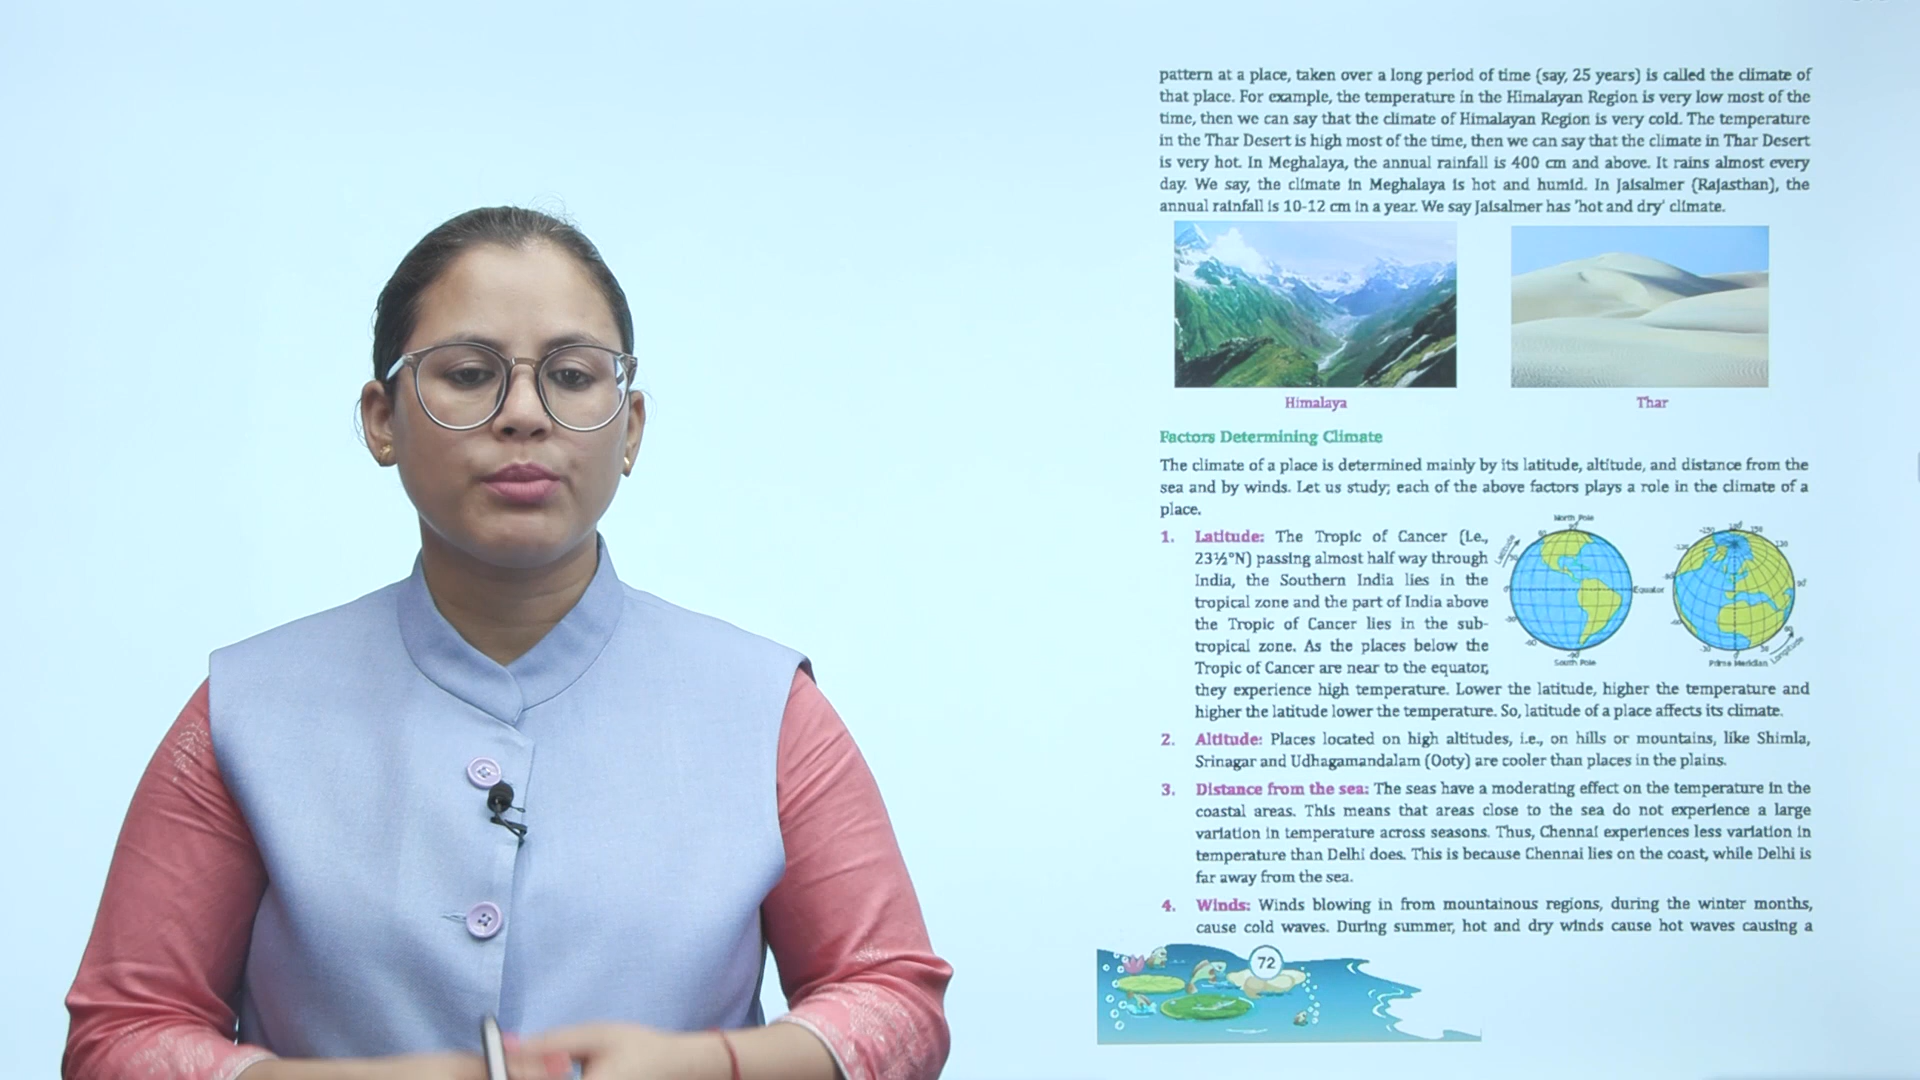 pattern at a place, taken over a long period of time (say, 25 years) is called the climate of
that place. For example, the temperature in the Himalayan Region is very low most of the
time, then we can say that the climate of Himalayan Region is very cold. The temperature
in the Thar Desert is high most of the time, then we can say that the climate in Thar Desert
is very hot. In Meghalaya, the annual rainfall is 400 cm and above. It rains almost every
day. We say, the climate in Meghalaya is hot and humid. In Jaisalmer (Rajasthan), the
annual rainfall is 10-12 cm in a year. We say Jaisalmer has 'hot and dry' climate.
Himalaya
Thar
Factors Determining Climate
The climate of a place is determined mainly by its latitude, altitude, and distance from the
sea and by winds. Let us study; each of the above factors plays a role in the climate of a
place.
1. Latitude: The Tropic of Cancer (i.e.,
23½°N) passing almost half way through
India, the Southern India lies in the
tropical zone and the part of India above
the Tropic of Cancer lies in the sub-
tropical zone. As the places below the
Tropic of Cancer are near to the equator,
they experience high temperature. Lower the latitude, higher the temperature and
higher the latitude lower the temperature. So, latitude of a place affects its climate.
North Pole
Latitude
Equator
South Pole
Prime Meridian
Longitude
2. Altitude: Places located on high altitudes, i.e., on hills or mountains, like Shimla,
Srinagar and Udhagamandalam (Ooty) are cooler than places in the plains.
3. Distance from the sea: The seas have a moderating effect on the temperature in the
coastal areas. This means that areas close to the sea do not experience a large
variation in temperature across seasons. Thus, Chennai experiences less variation in
temperature than Delhi does. This is because Chennai lies on the coast, while Delhi is
far away from the sea.
4. Winds: Winds blowing in from mountainous regions, during the winter months,
cause cold waves. During summer, hot and dry winds cause hot waves causing a
72